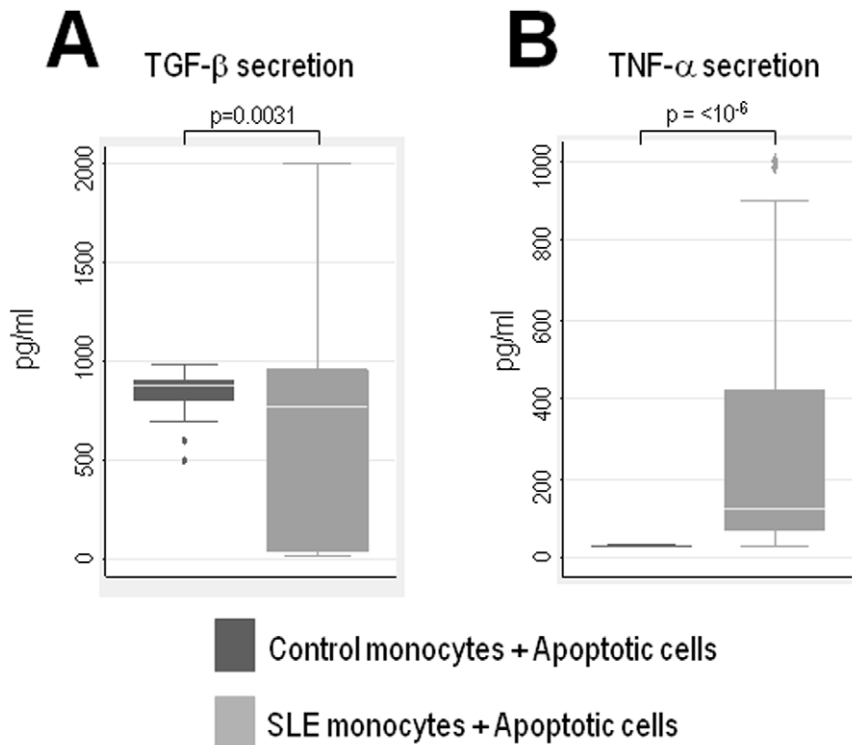 A
TGF-β secretion
p=0.0031
pg/ml
2000
1500
1000
500
0
B
TNF-α secretion
p = <10⁻⁶
pg/ml
1000
800
600
400
200
0
Control monocytes + Apoptotic cells
SLE monocytes + Apoptotic cells